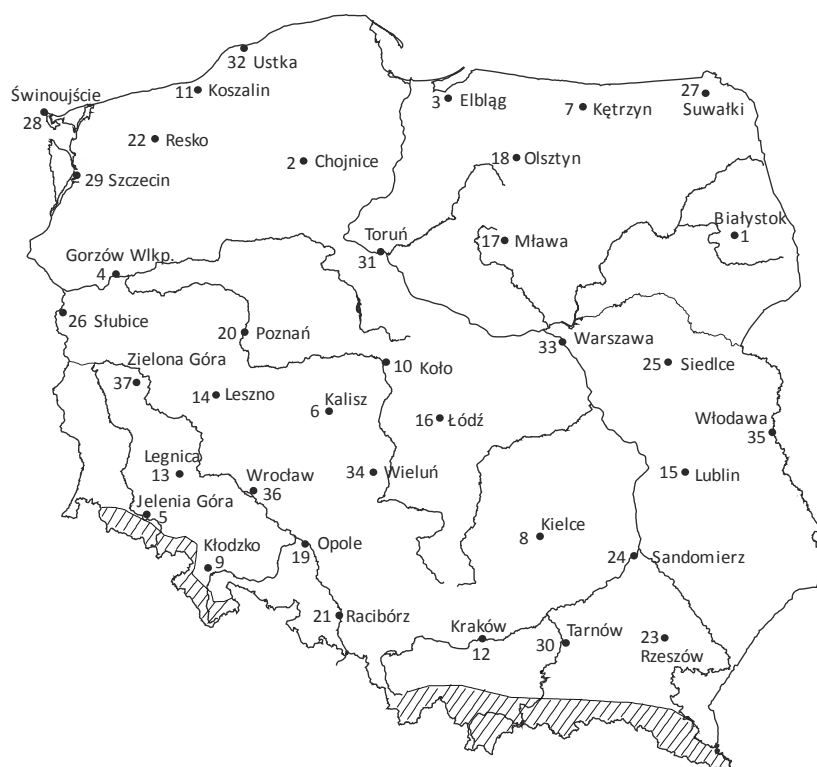 32 Ustka
11 Koszalin
Świnoujście
28
3 Elbląg
7 Kętrzyn
27
Suwałki
22 Resko
2 Chojnice
18 Olsztyn
29 Szczecin
Białystok
1
Toruń
31
17 Mława
Gorzów Wlkp.
4
26 Słubice
20 Poznań
33 Warszawa
Zielona Góra
37
10 Koło
25 Siedlce
14 Leszno
Kalisz
6
16 Łódź
Włodawa
35
Legnica
13
Wrocław
36
34 Wieluń
15 Lublin
Jelenia Góra
5
Kielce
8
Kłodzko
9
Opole
19
24 Sandomierz
21 Racibórz
Kraków
12
Tarnów
30
23
Rzeszów